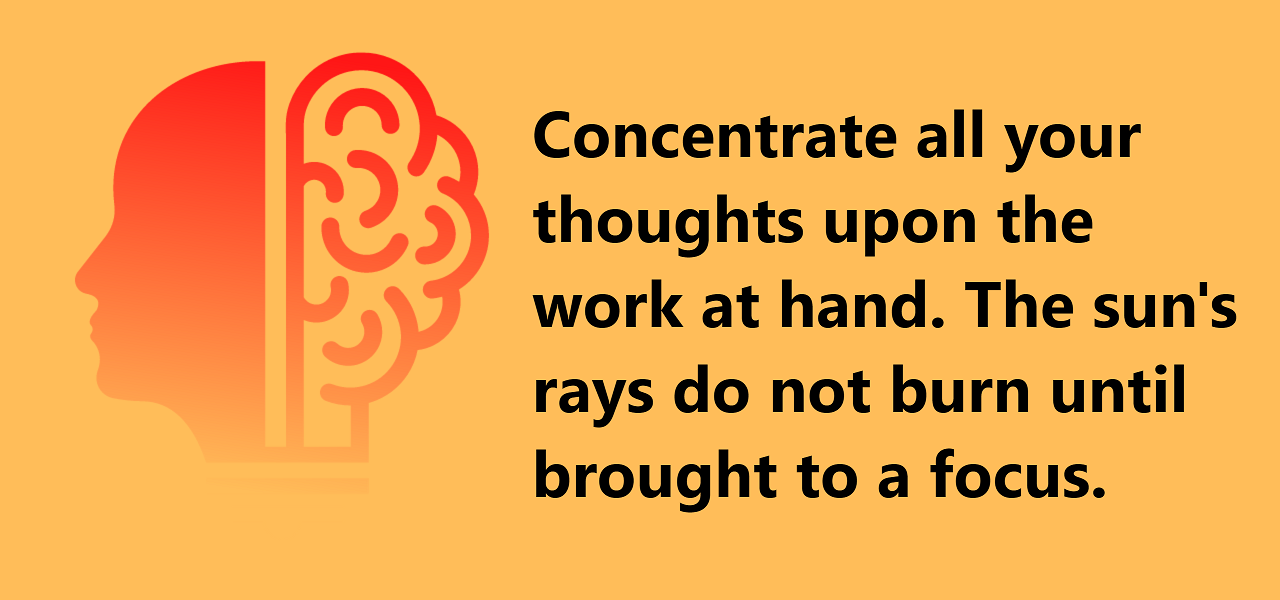 Concentrate all your
thoughts upon the
work at hand. The sun's
rays do not burn until
brought to a focus.